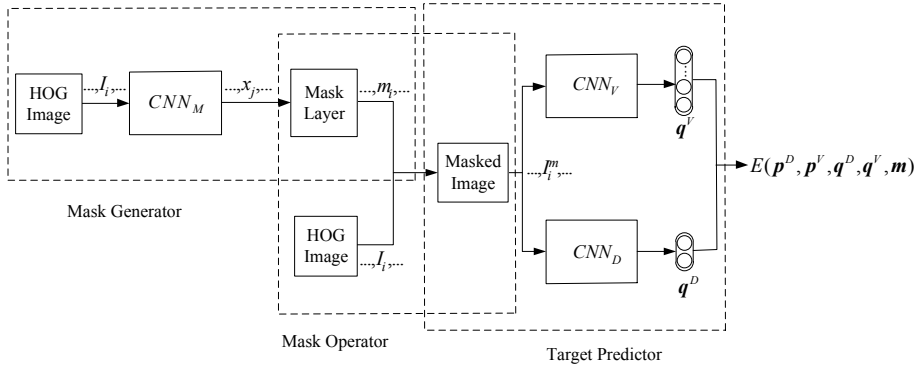 HOG
Image
...,I_i,...
CNN_M
...,x_j,...
Mask
Layer
...,m_i,...
Mask Generator
HOG
Image
...,I_i,...
Mask Operator
Masked
Image
...,I_i^m,...
CNN_V
q^V
CNN_D
q^D
Target Predictor
E(p^D, p^V, q^D, q^V, m)